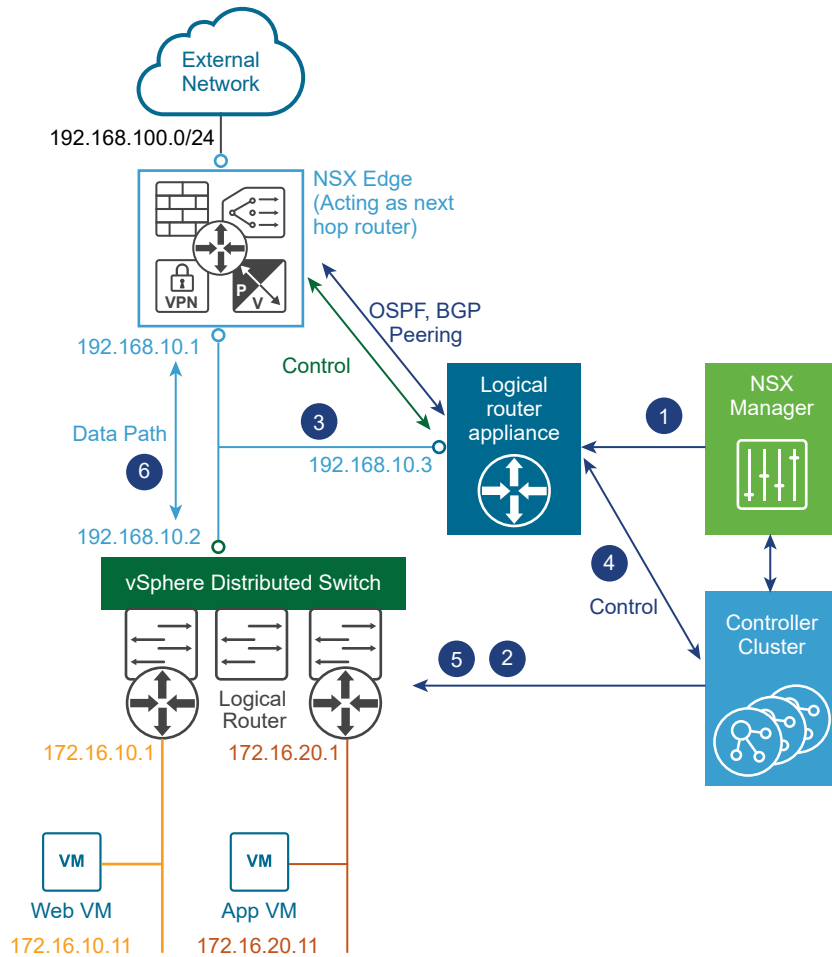 External
Network
192.168.100.0/24
NSX Edge
(Acting as next
hop router)
VPN
P
V
OSPF, BGP
Peering
192.168.10.1
Control
Logical
router
appliance
NSX
Manager
1
3
Data Path
192.168.10.3
6
192.168.10.2
4
vSphere Distributed Switch
Control
Controller
Cluster
5
2
Logical
Router
172.16.10.1
172.16.20.1
VM
VM
Web VM
App VM
172.16.10.11
172.16.20.11